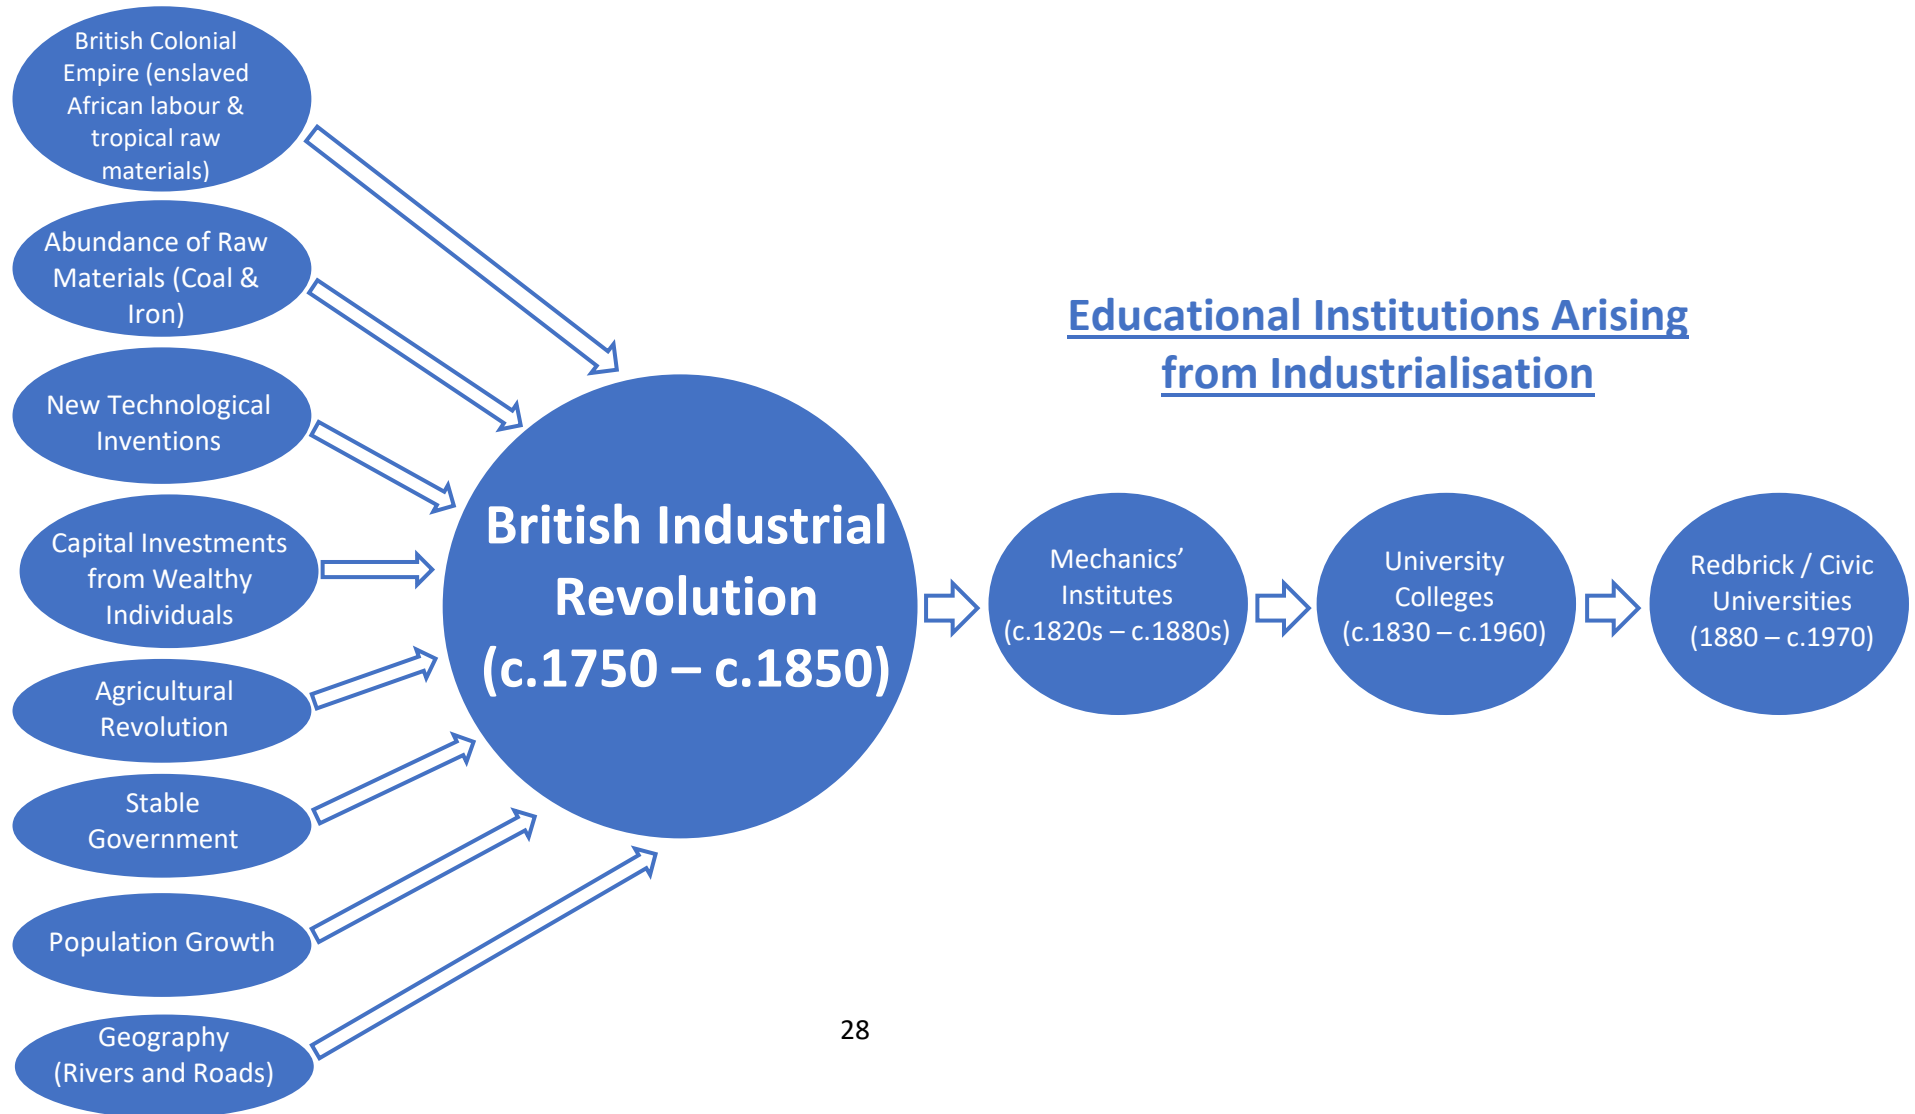 British Colonial
Empire (enslaved
African labour &
tropical raw
materials)
Abundance of Raw
Materials (Coal &
Iron)
New Technological
Inventions
Capital Investments
from Wealthy
Individuals
Agricultural
Revolution
Stable
Government
Population Growth
Geography
(Rivers and Roads)
British Industrial
Revolution
(c.1750 – c.1850)
Educational Institutions Arising
from Industrialisation
Mechanics’
Institutes
(c.1820s – c.1880s)
University
Colleges
(c.1830 – c.1960)
Redbrick / Civic
Universities
(1880 – c.1970)
28